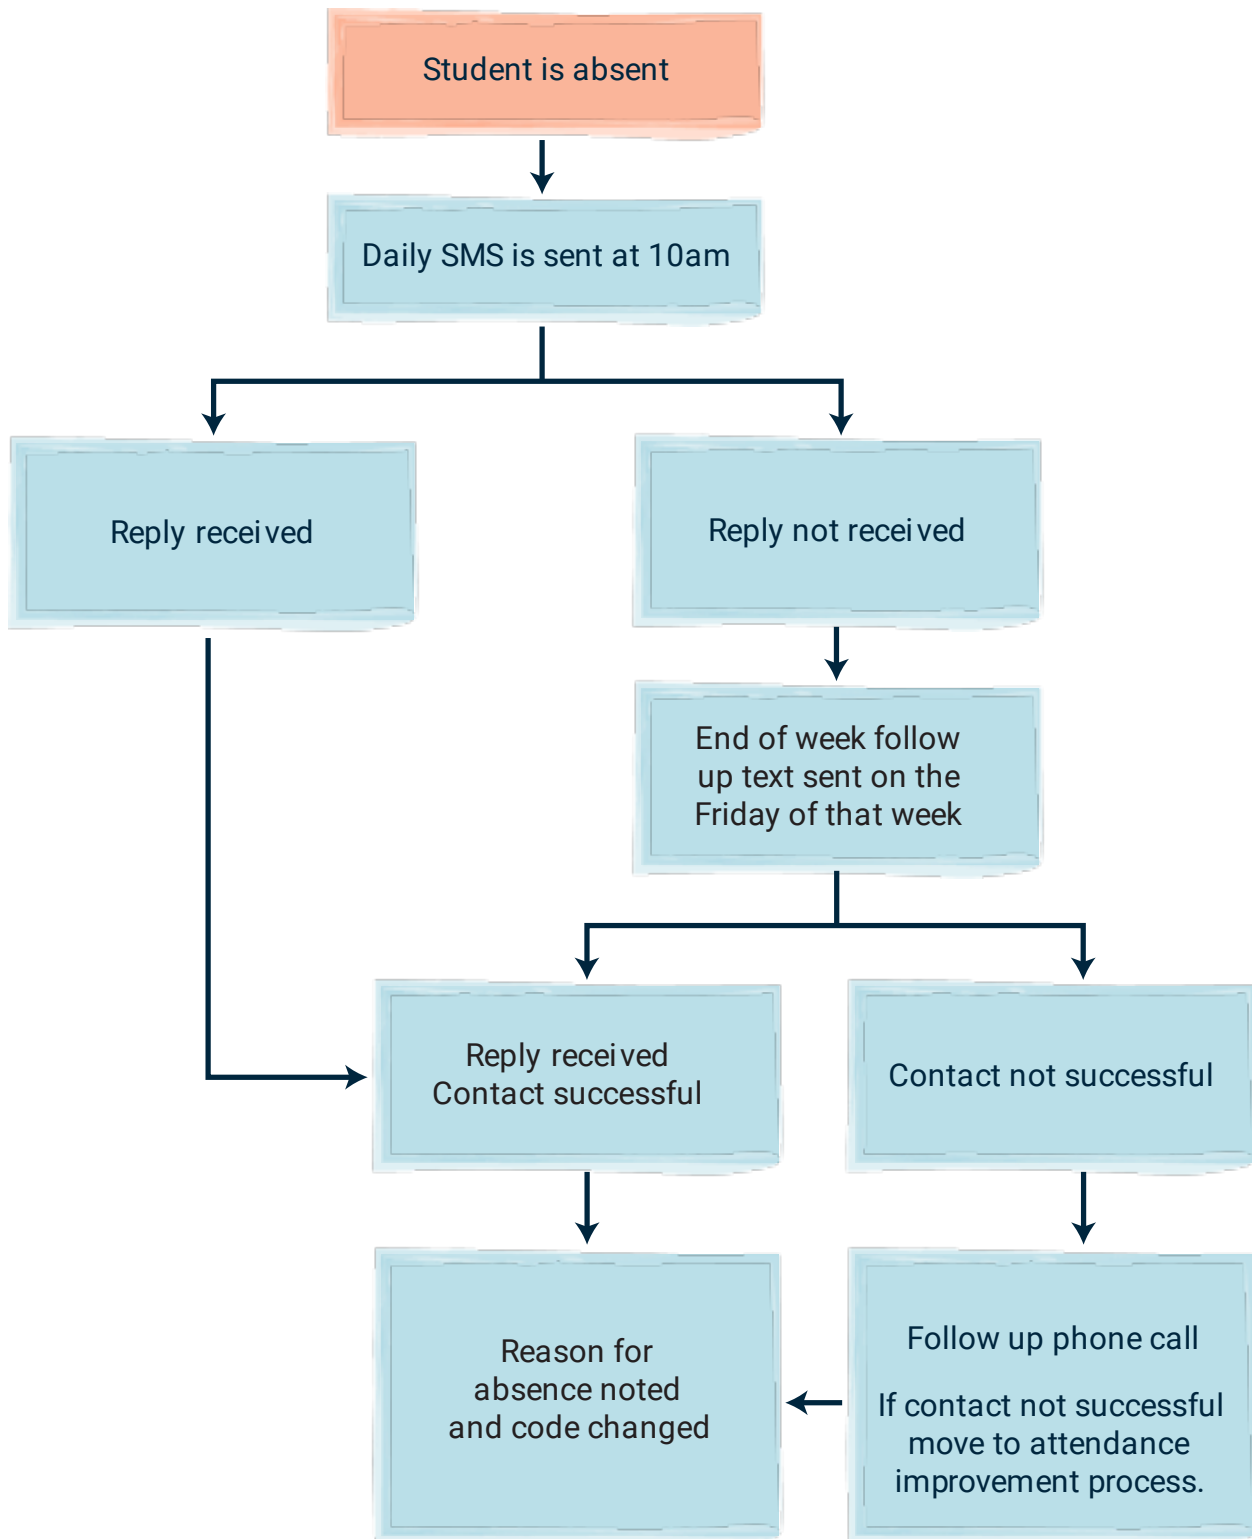 Student is absent
Daily SMS is sent at 10am
Reply received
Reply not received
End of week follow
up text sent on the
Friday of that week
Reply received
Contact successful
Contact not successful
Reason for
absence noted
and code changed
Follow up phone call
If contact not successful
move to attendance
improvement process.